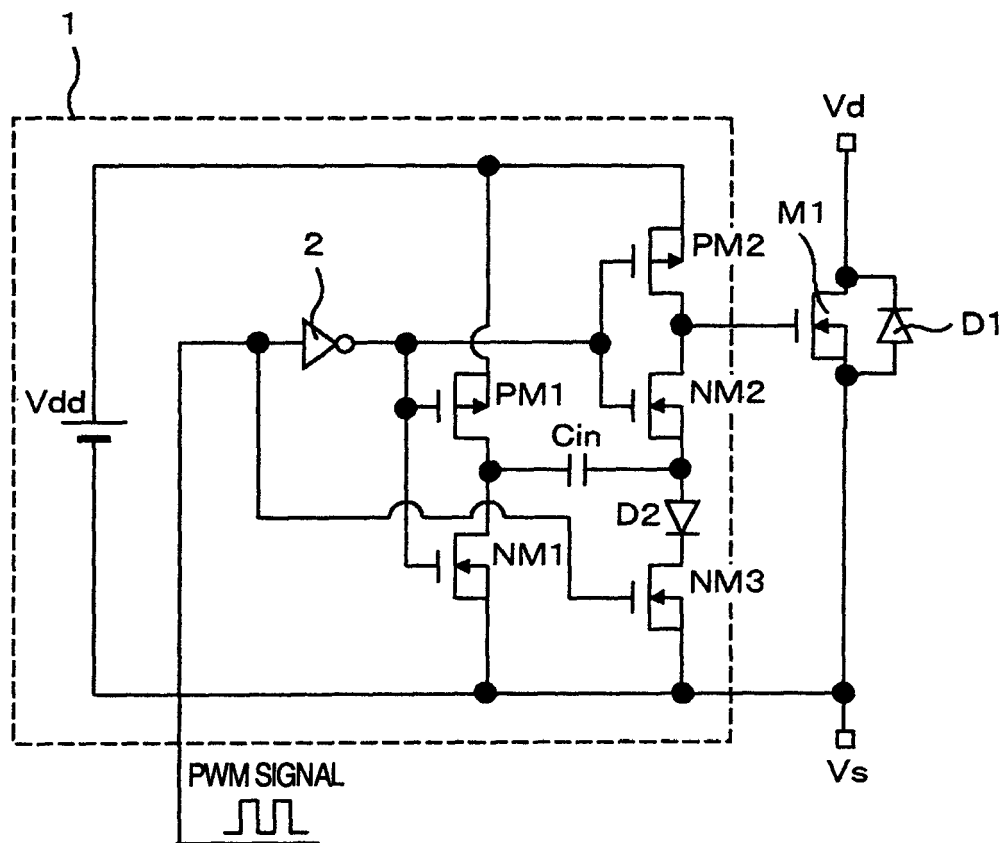 1
Vd
M1
PM2
2
D1
Vdd
PM1
NM2
Cin
D2
NM1
NM3
Vs
PWM SIGNAL